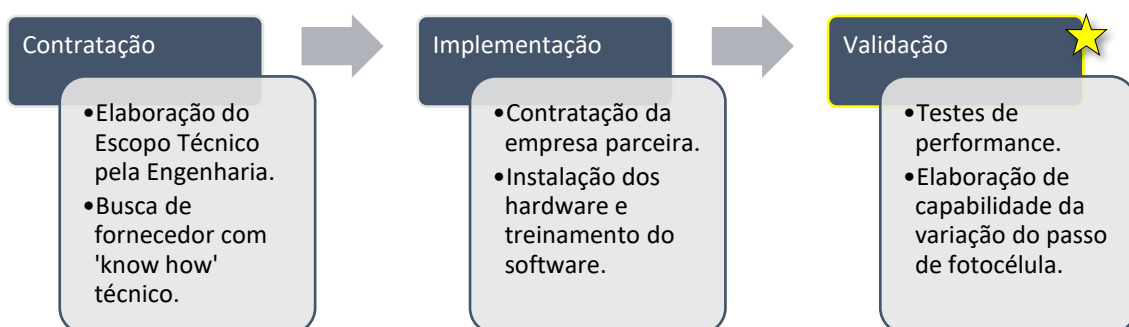 Contratação
•Elaboração do
Escopo Técnico
pela Engenharia.
•Busca de
fornecedor com
'know how'
técnico.
Implementação
•Contratação da
empresa parceira.
•Instalação dos
hardware e
treinamento do
software.
Validação
•Testes de
performance.
•Elaboração de
capabilidade da
variação do passo
de fotocélula.